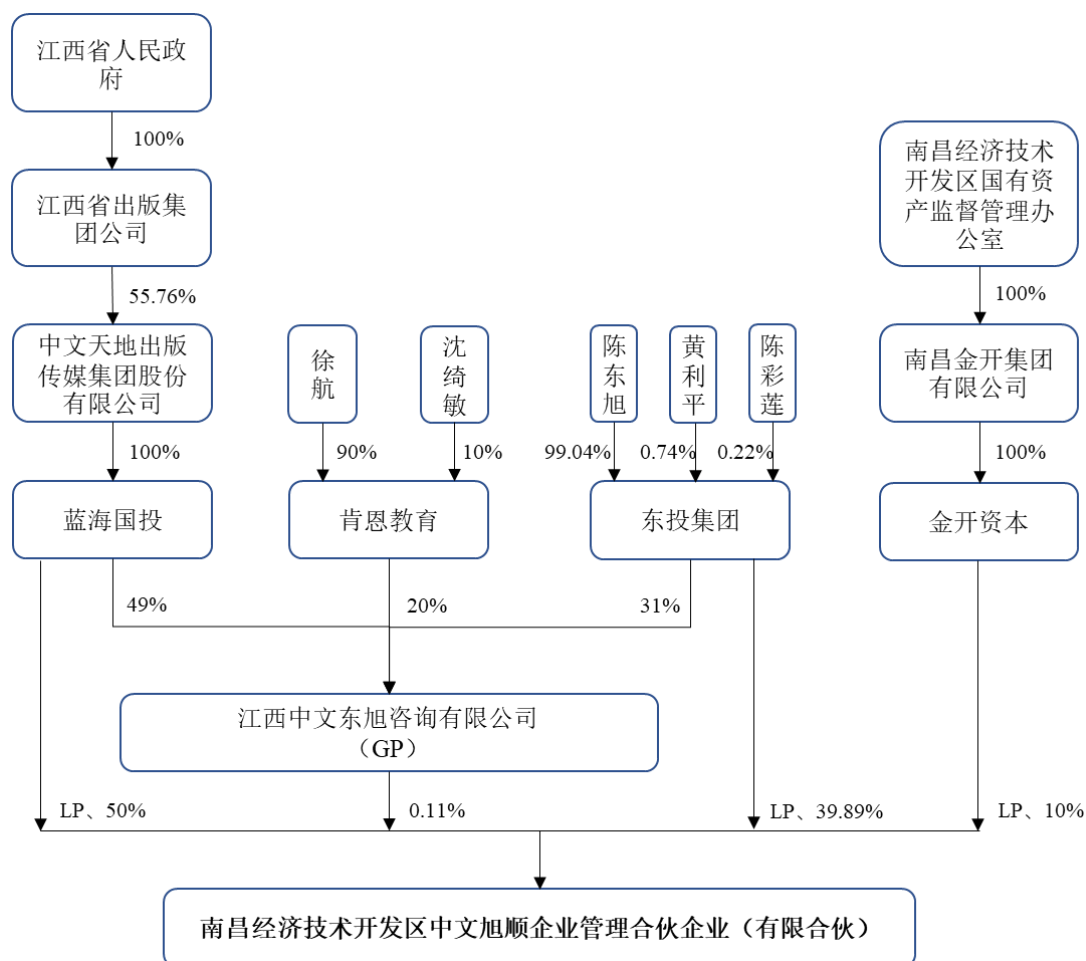 江西省人民政
府
100%
南昌经济技术
开发区国有资
产监督管理办
公室
江西省出版集
团公司
55.76%
100%
中文天地出版
传媒集团股份
有限公司
徐航
沈绮敏
陈东旭
黄利平
陈彩莲
南昌金开集团
有限公司
100%
90%
10%
99.04%
0.74%
0.22%
100%
蓝海国投
肯恩教育
东投集团
金开资本
49%
20%
31%
江西中文东旭咨询有限公司
（GP）
LP、50%
0.11%
LP、39.89%
LP、10%
南昌经济技术开发区中文旭顺企业管理合伙企业（有限合伙）